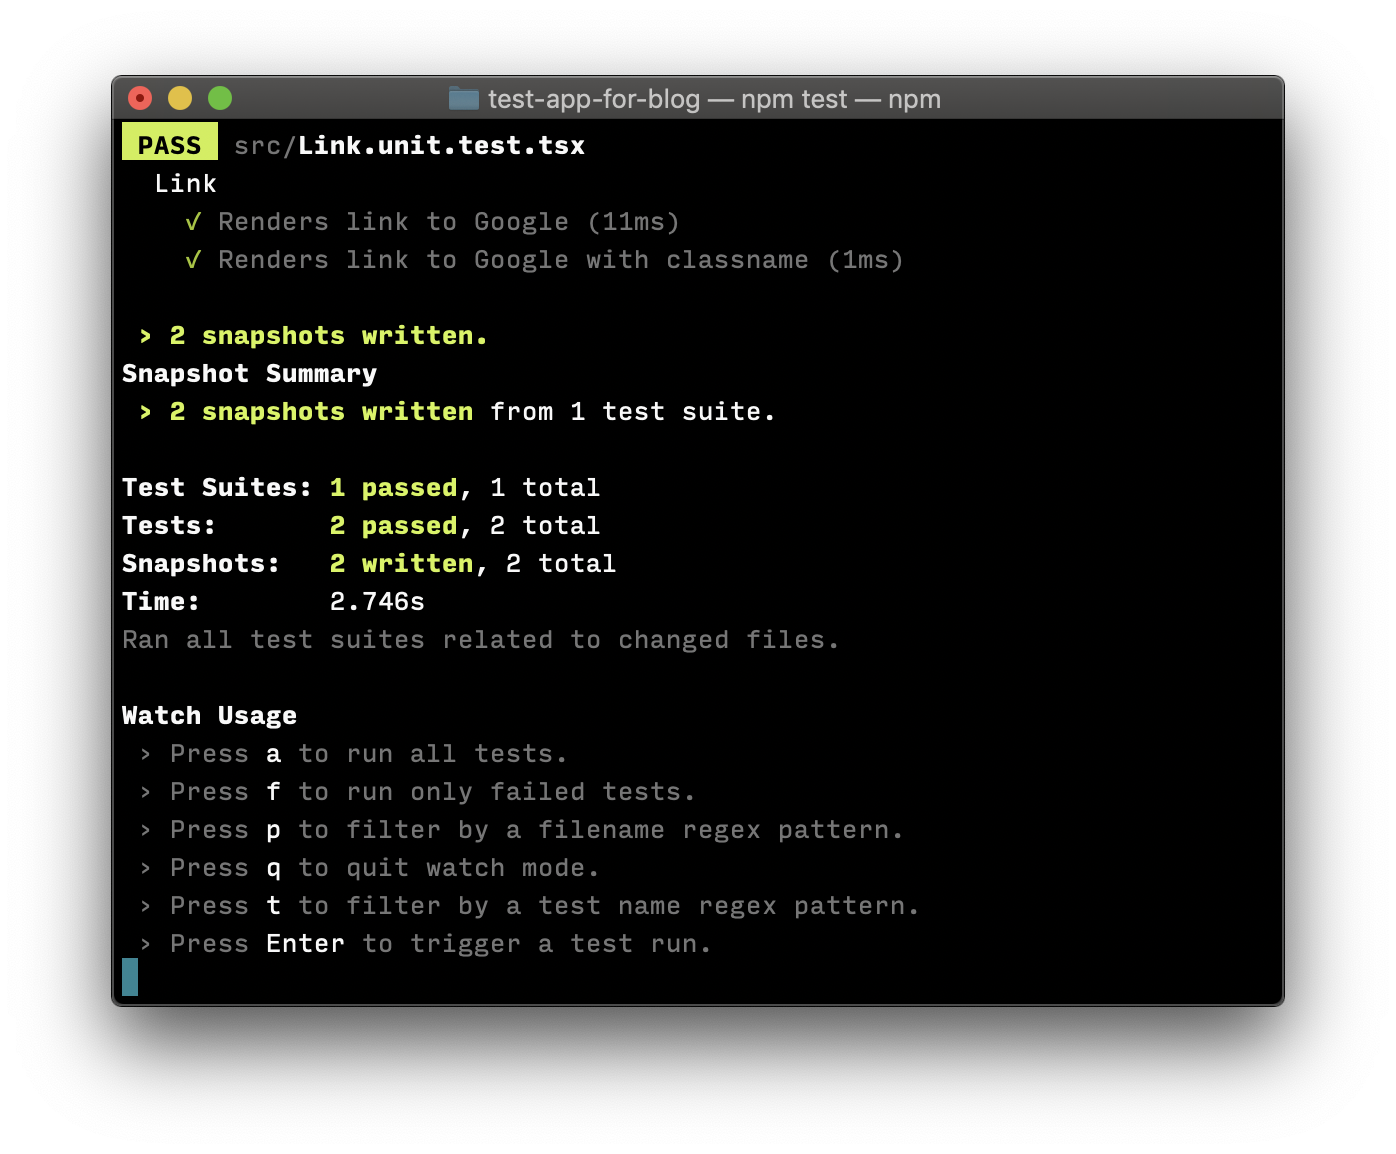 test-app-for-blog — npm test — npm
PASS src/Link.unit.test.tsx
Link
✓ Renders link to Google (11ms)
✓ Renders link to Google with classname (1ms)
› 2 snapshots written.
Snapshot Summary
› 2 snapshots written from 1 test suite.
Test Suites: 1 passed, 1 total
Tests: 2 passed, 2 total
Snapshots: 2 written, 2 total
Time: 2.746s
Ran all test suites related to changed files.
Watch Usage
› Press a to run all tests.
› Press f to run only failed tests.
› Press p to filter by a filename regex pattern.
› Press q to quit watch mode.
› Press t to filter by a test name regex pattern.
› Press Enter to trigger a test run.